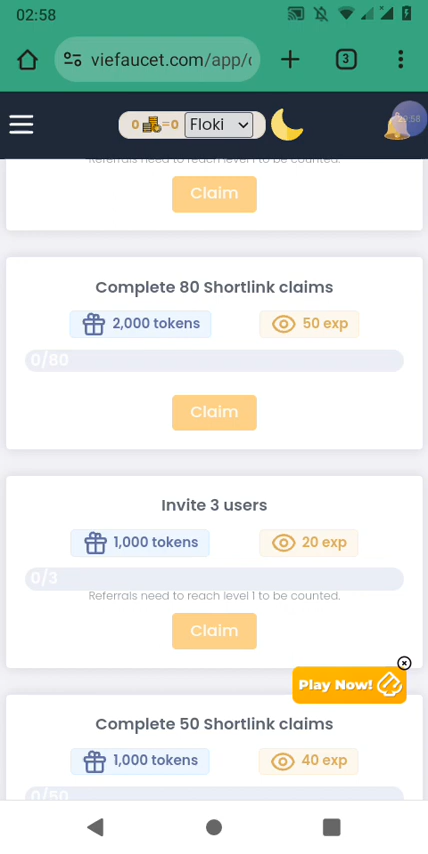 02:58
viefaucet.com/app/
3
0 =0 Floki
29:58
Referrals need to reach level 1 to be counted.
Claim
Complete 80 Shortlink claims
2,000 tokens 50 exp
0/80
Claim
Invite 3 users
1,000 tokens 20 exp
0/3
Referrals need to reach level 1 to be counted.
Claim
Play Now!
Complete 50 Shortlink claims
1,000 tokens 40 exp
0/50